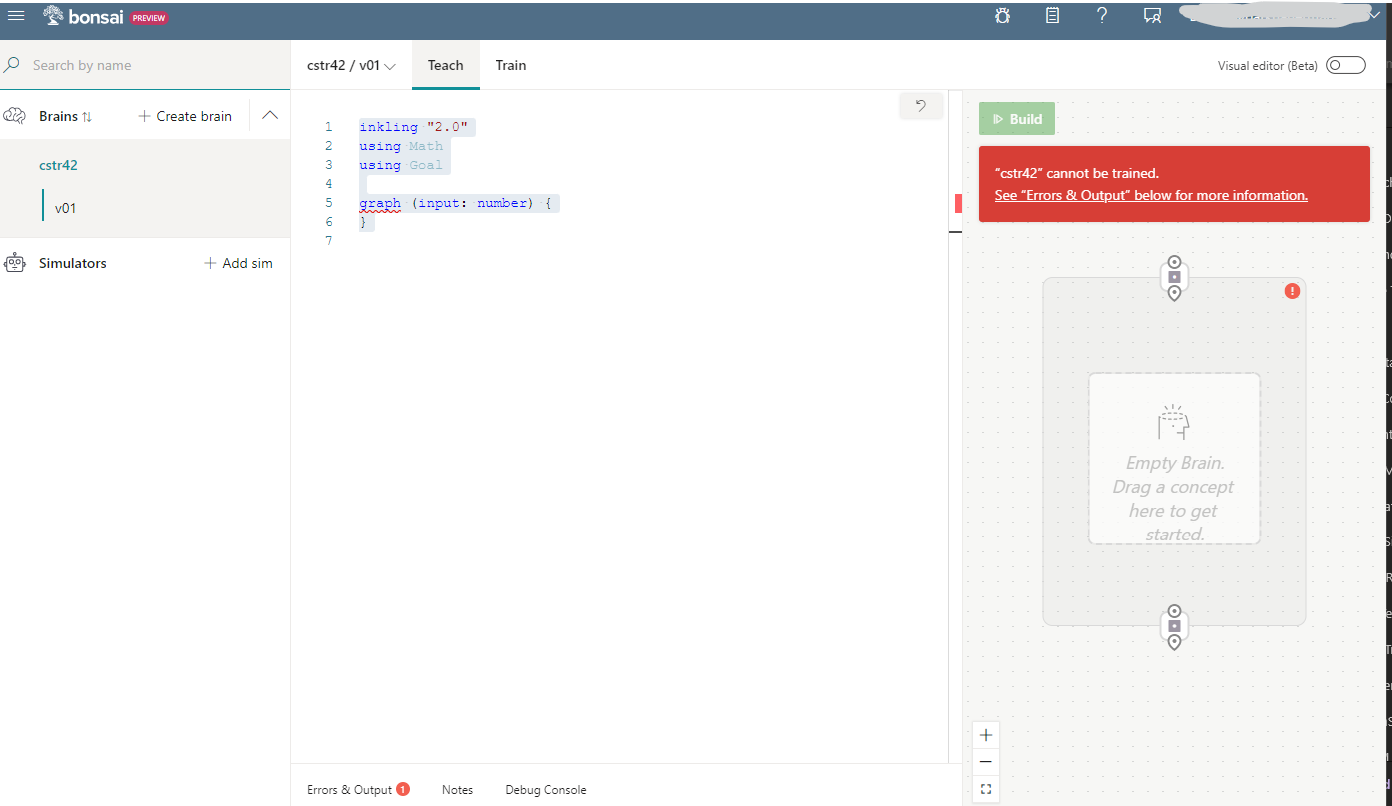 bonsai PREVIEW
Search by name
cstr42 / v01
Teach
Train
Visual editor (Beta)
Brains
Create brain
cstr42
v01
Simulators
Add sim
1 inkling "2.0"
2 using Math
3 using Goal
4
5 graph (input: number) {
6 }
7
Build
"cstr42" cannot be trained.
See "Errors & Output" below for more information.
Empty Brain.
Drag a concept
here to get
started.
Errors & Output 1
Notes
Debug Console